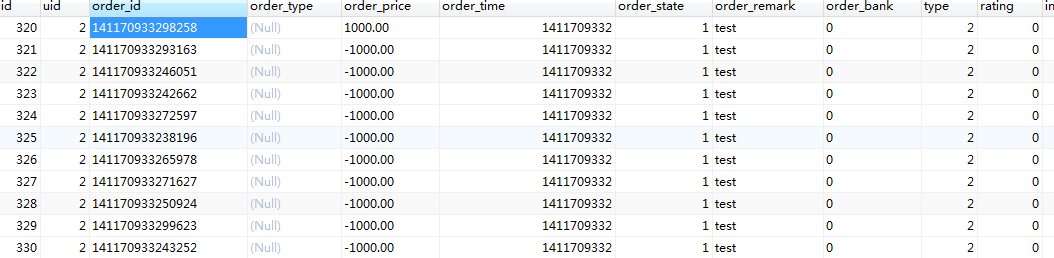 id uid order_id order_type order_price order_time order_state order_remark order_bank type rating in
320 2 141170933298258 (Null) 1000.00 1411709332 1 test 0 2 0
321 2 141170933293163 (Null) -1000.00 1411709332 1 test 0 2 0
322 2 141170933246051 (Null) -1000.00 1411709332 1 test 0 2 0
323 2 141170933242662 (Null) -1000.00 1411709332 1 test 0 2 0
324 2 141170933272597 (Null) -1000.00 1411709332 1 test 0 2 0
325 2 141170933238196 (Null) -1000.00 1411709332 1 test 0 2 0
326 2 141170933265978 (Null) -1000.00 1411709332 1 test 0 2 0
327 2 141170933271627 (Null) -1000.00 1411709332 1 test 0 2 0
328 2 141170933250924 (Null) -1000.00 1411709332 1 test 0 2 0
329 2 141170933299623 (Null) -1000.00 1411709332 1 test 0 2 0
330 2 141170933243252 (Null) -1000.00 1411709332 1 test 0 2 0